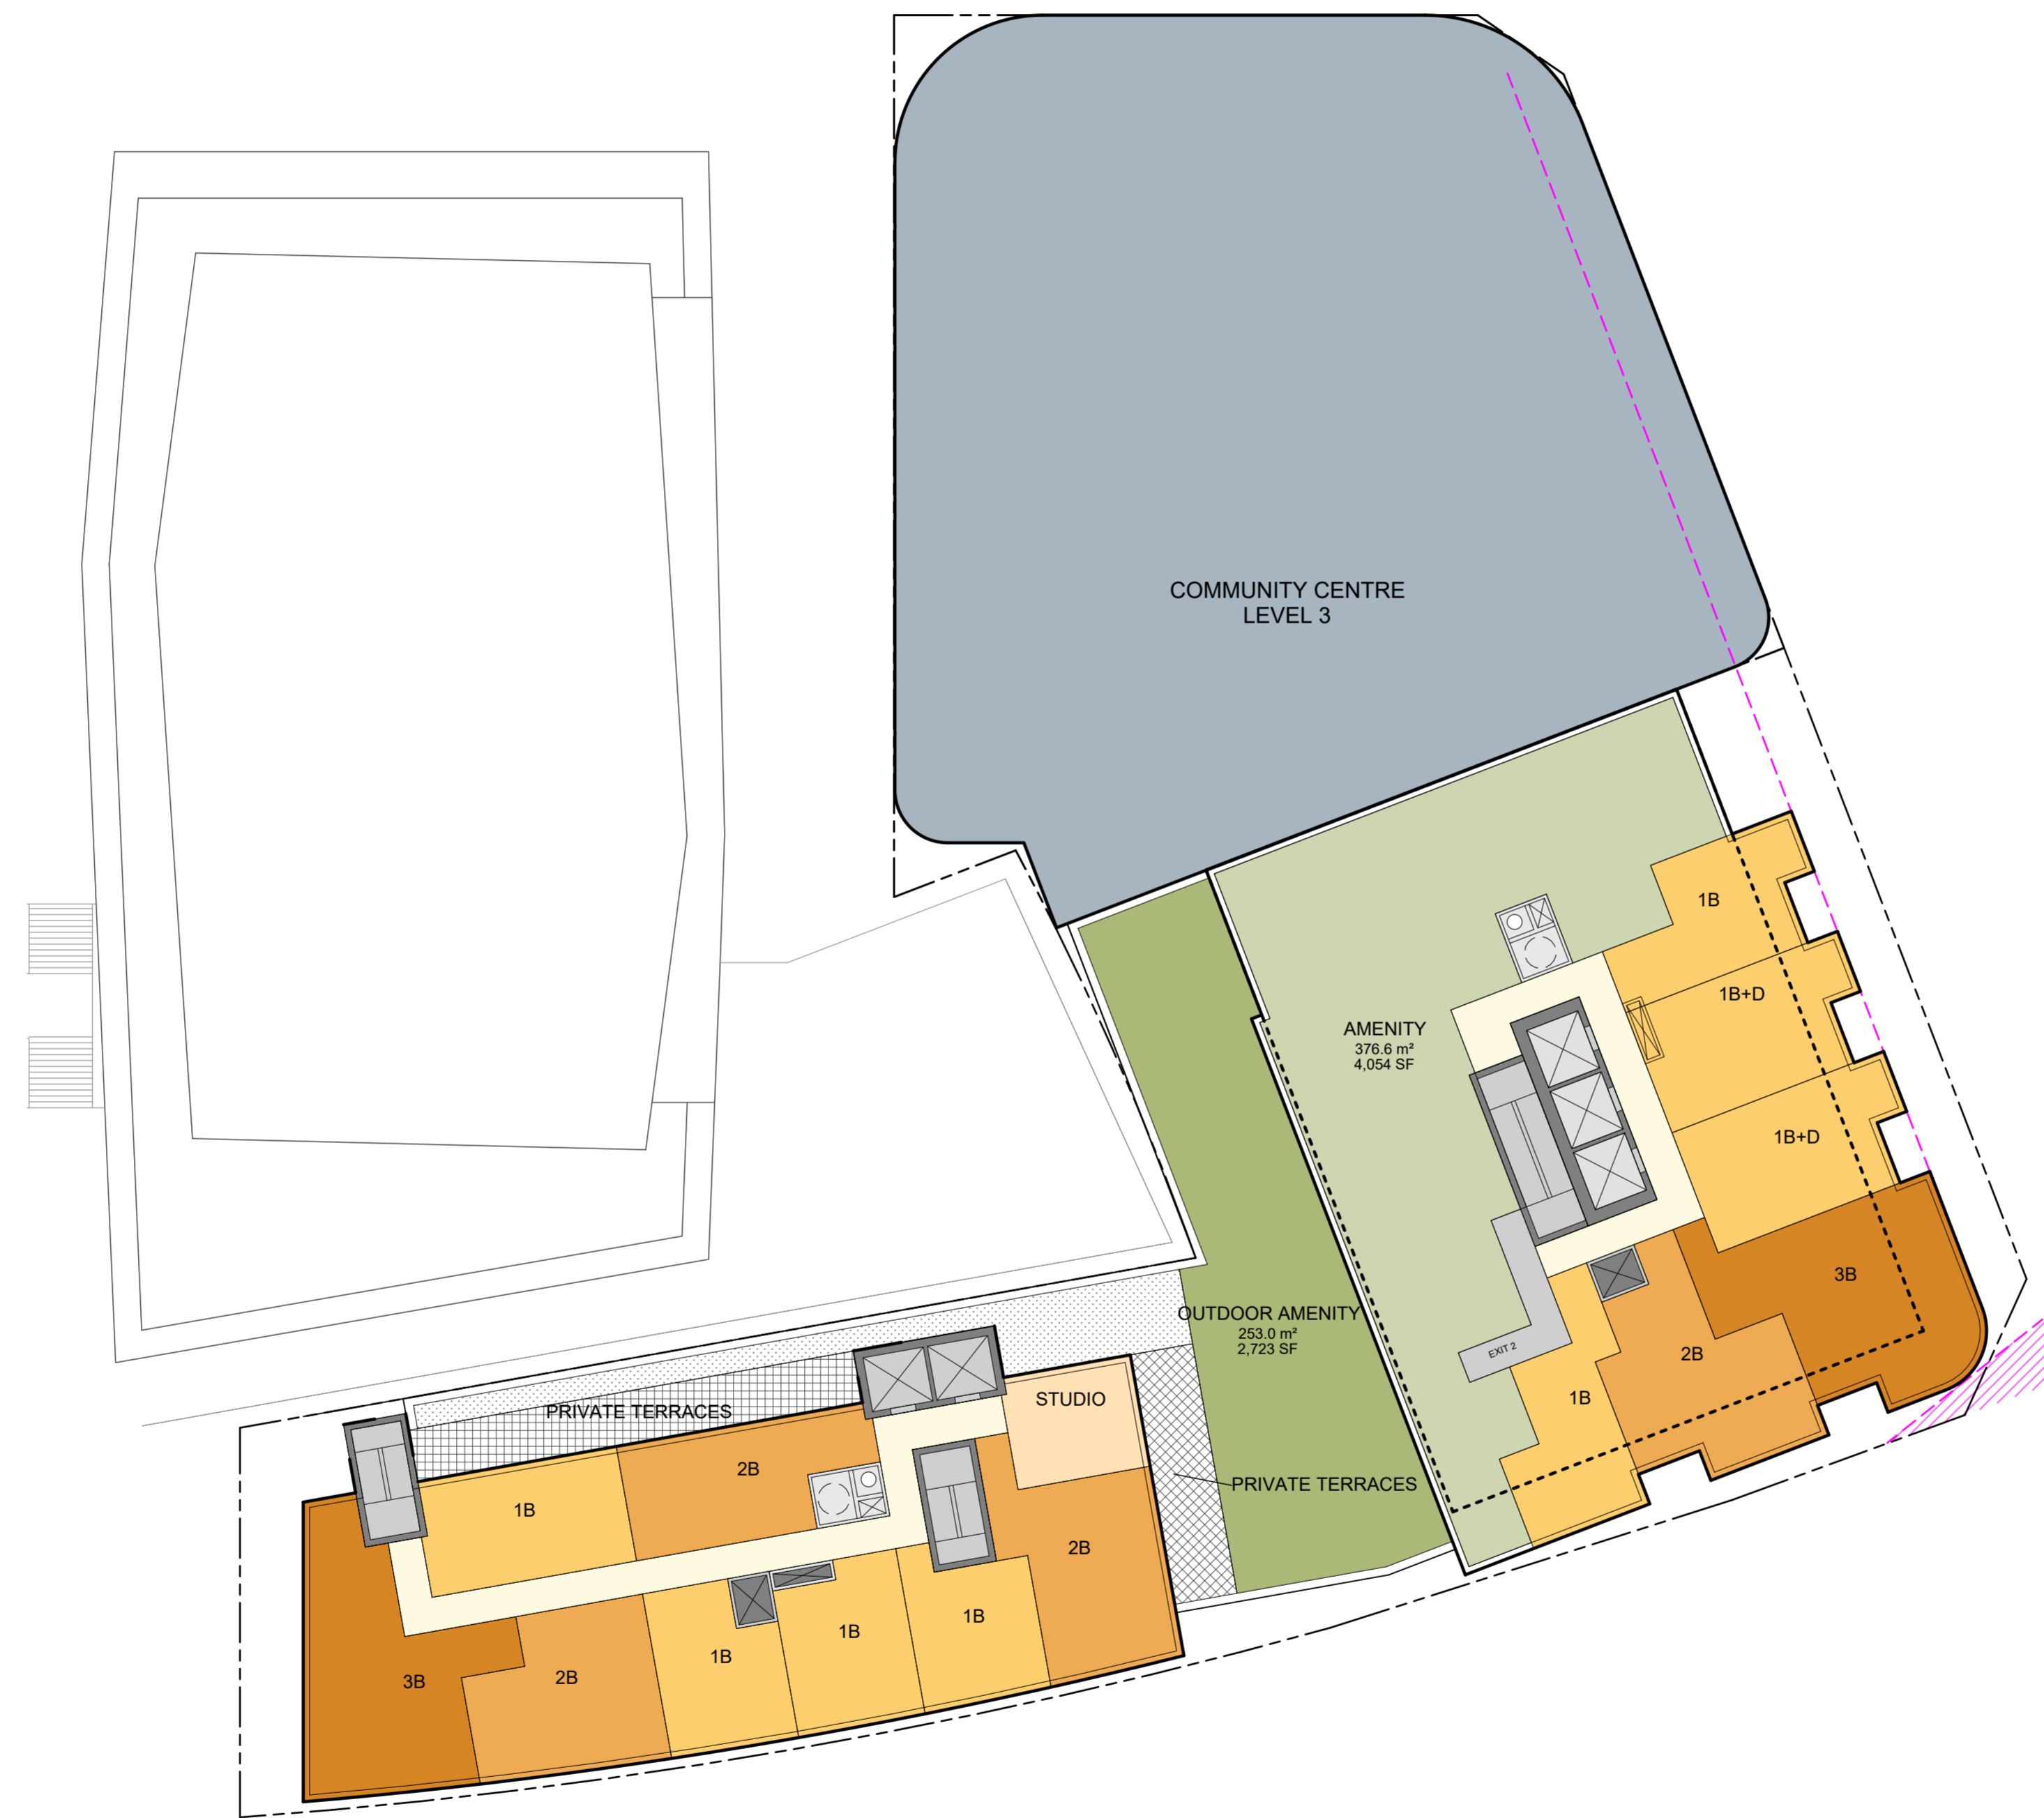 COMMUNITY CENTRE
LEVEL 3
1B
1B+D
AMENITY
376.6 m²
4,054 SF
1B+D
3B
OUTDOOR AMENITY
253.0 m²
2,723 SF
EXIT 2
2B
1B
STUDIO
PRIVATE TERRACES
2B
PRIVATE TERRACES
1B
2B
1B
1B
1B
2B
3B